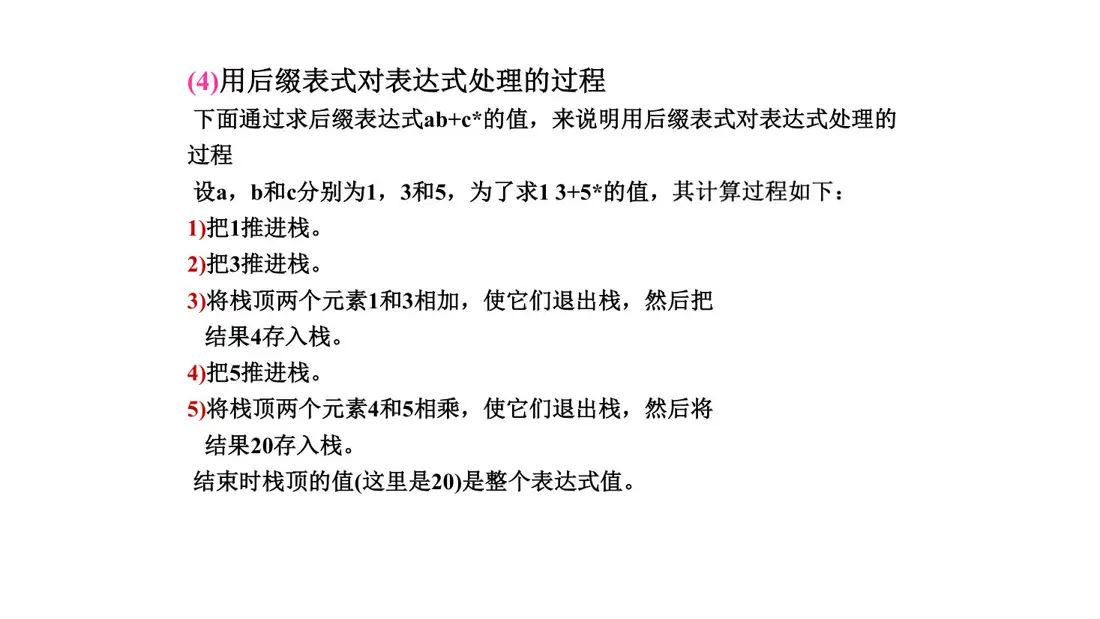 (4)用后缀表式对表达式处理的过程
下面通过求后缀表达式ab+c*的值，来说明用后缀表式对表达式处理的
过程
设a，b和c分别为1，3和5，为了求1 3+5*的值，其计算过程如下：
1)把1推进栈。
2)把3推进栈。
3)将栈顶两个元素1和3相加，使它们退出栈，然后把
结果4存入栈。
4)把5推进栈。
5)将栈顶两个元素4和5相乘，使它们退出栈，然后将
结果20存入栈。
结束时栈顶的值(这里是20)是整个表达式值。